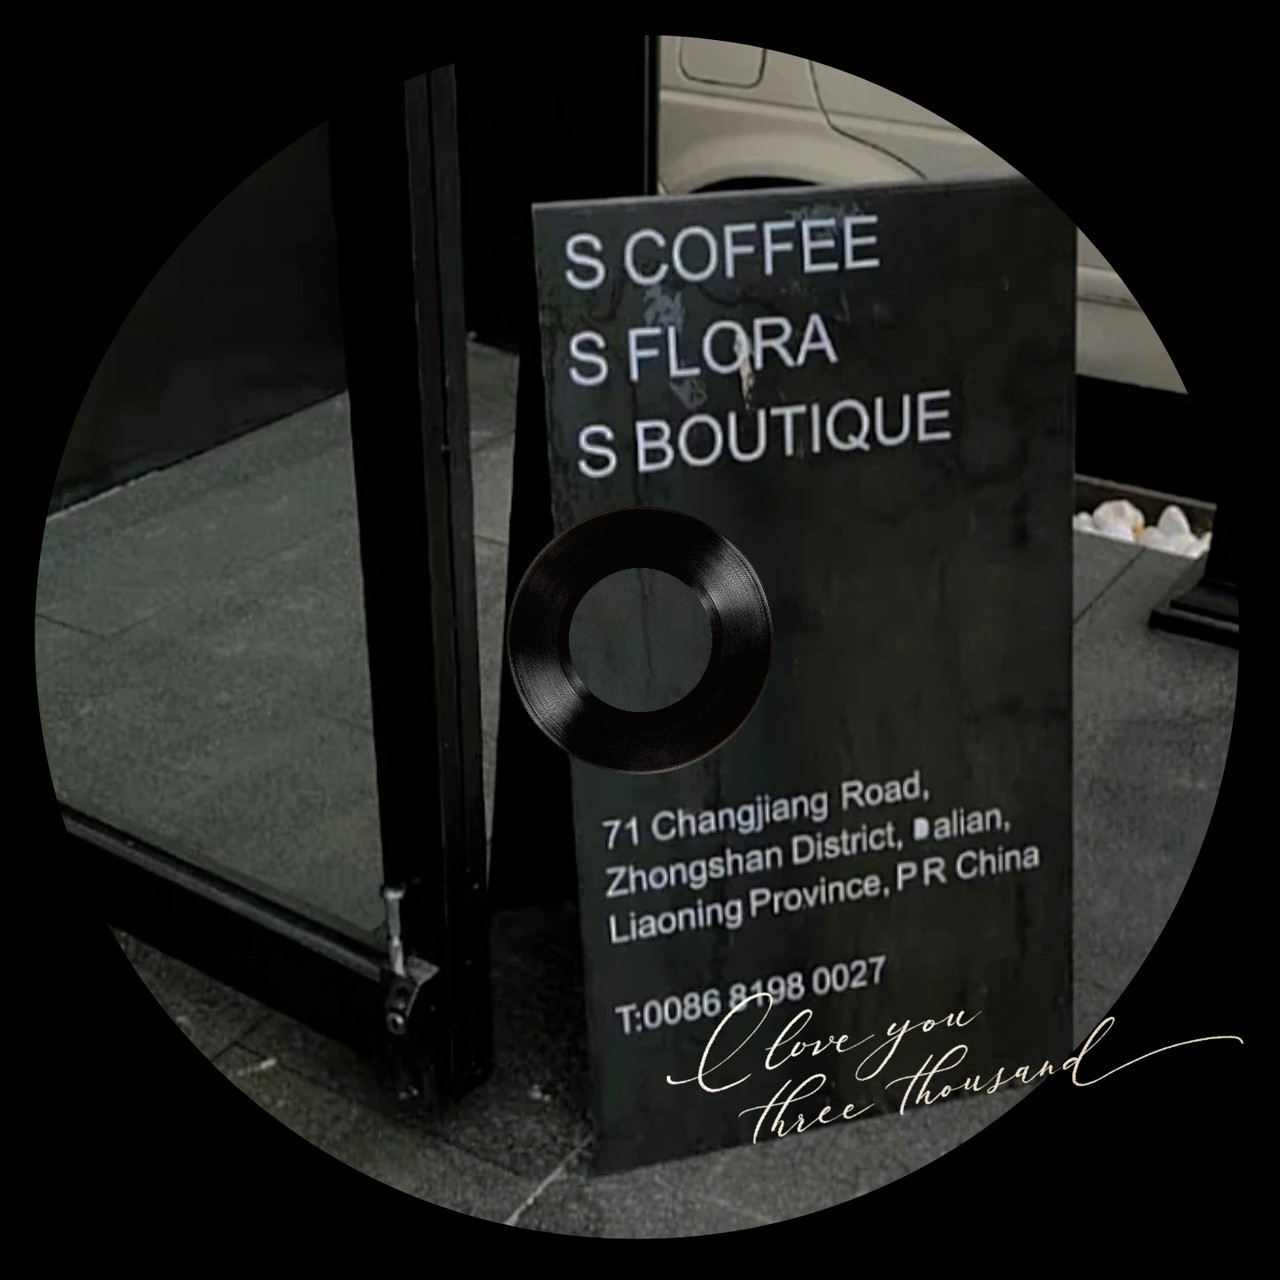 S COFFEE
S FLORA
S BOUTIQUE
71 Changjiang Road,
Zhongshan District, Dalian,
Liaoning Province, P R China
T:0086 8198 0027
I love you
three thousand